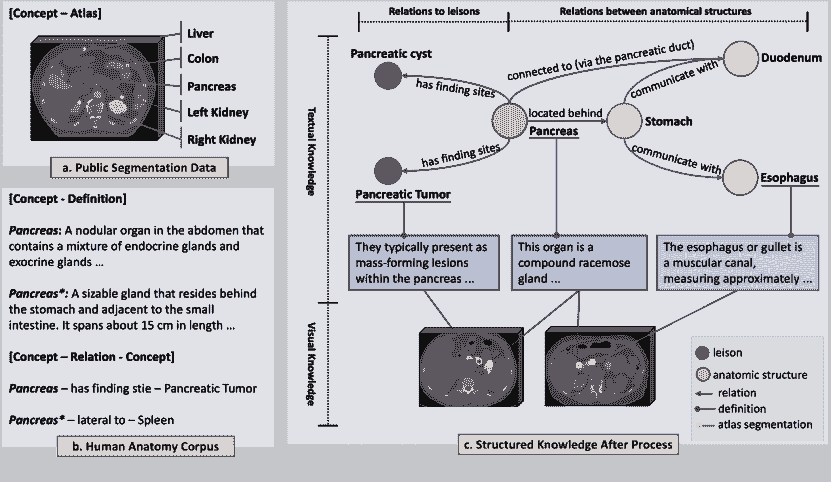 [Concept – Atlas]
Liver
Colon
Pancreas
Left Kidney
Right Kidney
a. Public Segmentation Data
[Concept - Definition]
Pancreas: A nodular organ in the abdomen that
contains a mixture of endocrine glands and
exocrine glands ...
Pancreas*: A sizable gland that resides behind
the stomach and adjacent to the small
intestine. It spans about 15 cm in length ...
[Concept – Relation - Concept]
Pancreas – has finding stie – Pancreatic Tumor
Pancreas* – lateral to – Spleen
b. Human Anatomy Corpus
Relations to leisons
Relations between anatomical structures
Textual Knowledge
Visual Knowledge
Pancreatic cyst
has finding sites
connected to (via the pancreatic duct)
Duodenum
communicate with
located behind
Pancreas
Stomach
has finding sites
communicate with
Pancreatic Tumor
Esophagus
They typically present as
mass-forming lesions
within the pancreas ...
This organ is a
compound racemose
gland ...
The esophagus or gullet is
a muscular canal,
measuring approximately ...
leison
anatomic structure
relation
definition
atlas segmentation
c. Structured Knowledge After Process